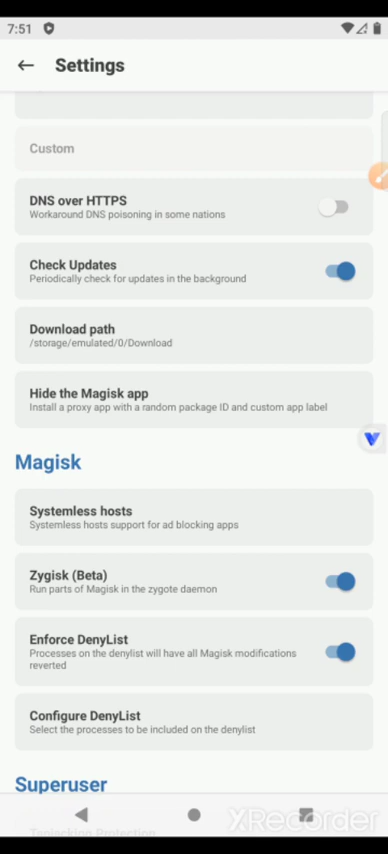 7:51
Settings
Custom
DNS over HTTPS
Workaround DNS poisoning in some nations
Check Updates
Periodically check for updates in the background
Download path
/storage/emulated/0/Download
Hide the Magisk app
Install a proxy app with a random package ID and custom app label
Magisk
Systemless hosts
Systemless hosts support for ad blocking apps
Zygisk (Beta)
Run parts of Magisk in the zygote daemon
Enforce DenyList
Processes on the denylist will have all Magisk modifications
reverted
Configure DenyList
Select the processes to be included on the denylist
Superuser
XRecorder
Tapjacking Protection